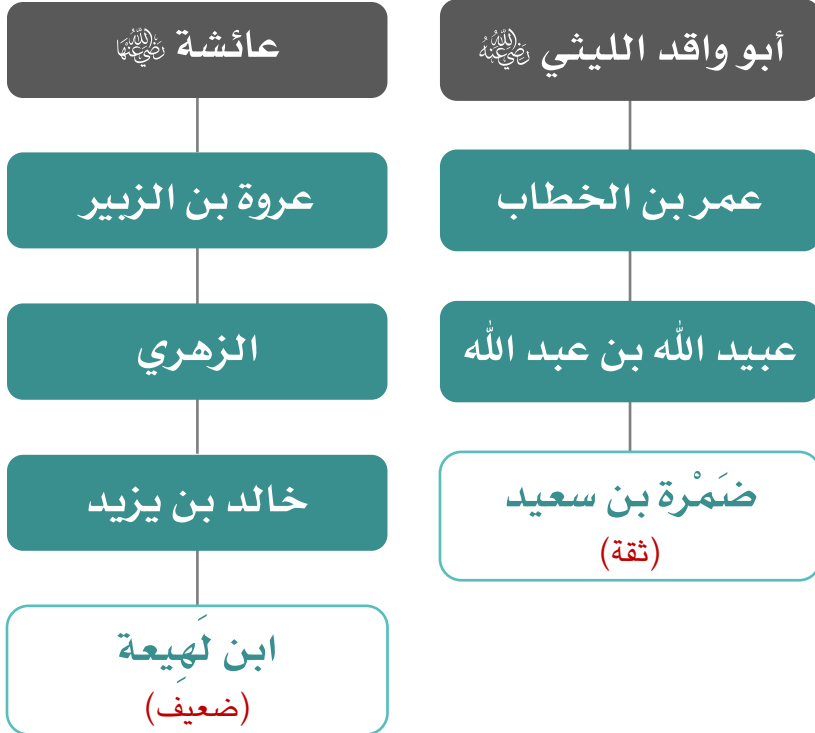 أبو واقد الليثي رضي الله عنه
عمر بن الخطاب
عبيد الله بن عبد الله
ضَمْرة بن سعيد
(ثقة)
عائشة رضي الله عنها
عروة بن الزبير
الزهري
خالد بن يزيد
ابن لَهِيعة
(ضعيف)